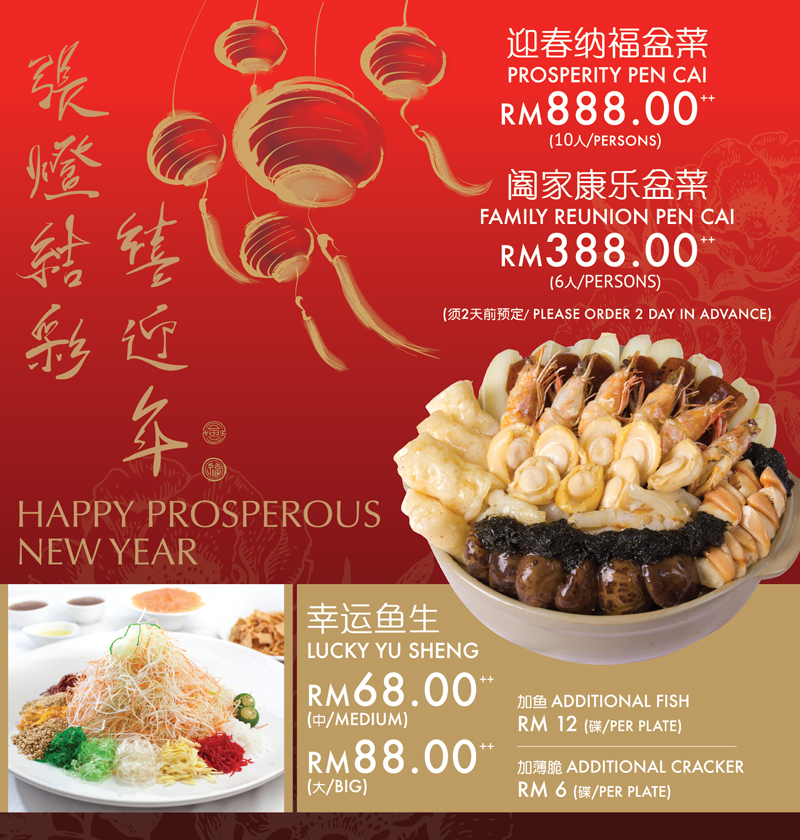 張燈結彩
禧迎年
HAPPY PROSPEROUS
NEW YEAR
迎春纳福盆菜
PROSPERITY PEN CAI
RM888.00++
(10人/PERSONS)
阖家康乐盆菜
FAMILY REUNION PEN CAI
RM388.00++
(6人/PERSONS)
(须2天前预定/ PLEASE ORDER 2 DAY IN ADVANCE)
幸运鱼生
LUCKY YU SHENG
RM68.00++
(中/MEDIUM)
RM88.00++
(大/BIG)
加鱼 ADDITIONAL FISH
RM 12 (碟/PER PLATE)
加薄脆 ADDITIONAL CRACKER
RM 6 (碟/PER PLATE)